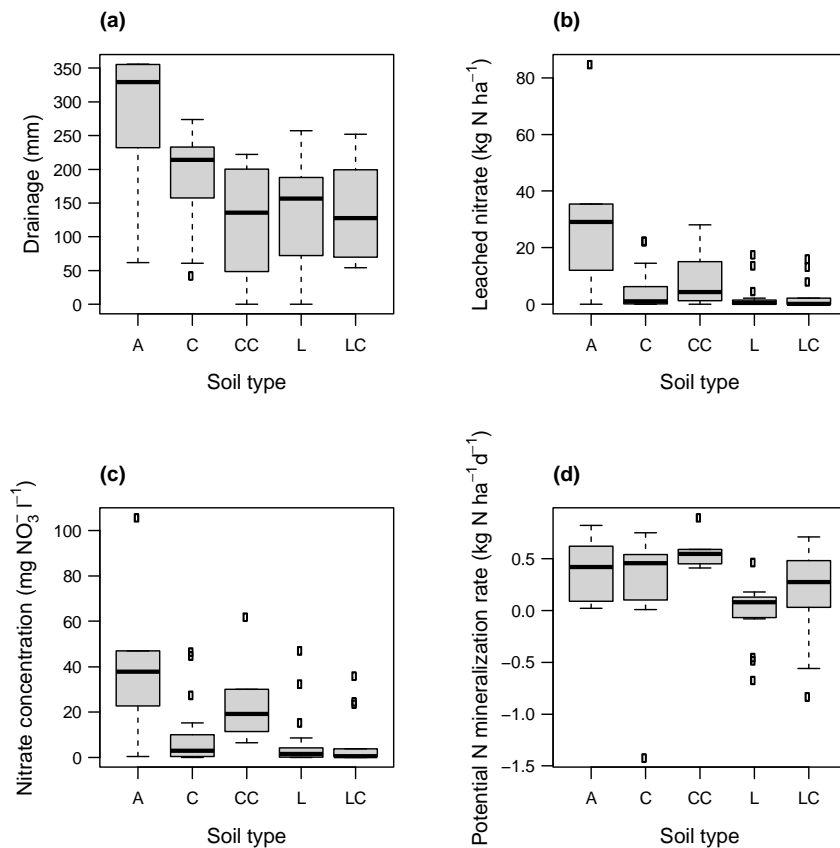 (a)
Drainage (mm)
350
300
250
200
150
100
50
0
A C CC L LC
Soil type
(b)
Leached nitrate (kg N ha⁻¹)
80
60
40
20
0
A C CC L LC
Soil type
(c)
Nitrate concentration (mg NO₃⁻ l⁻¹)
100
80
60
40
20
0
A C CC L LC
Soil type
(d)
Potential N mineralization rate (kg N ha⁻¹d⁻¹)
0.5
0.0
−0.5
−1.0
−1.5
A C CC L LC
Soil type